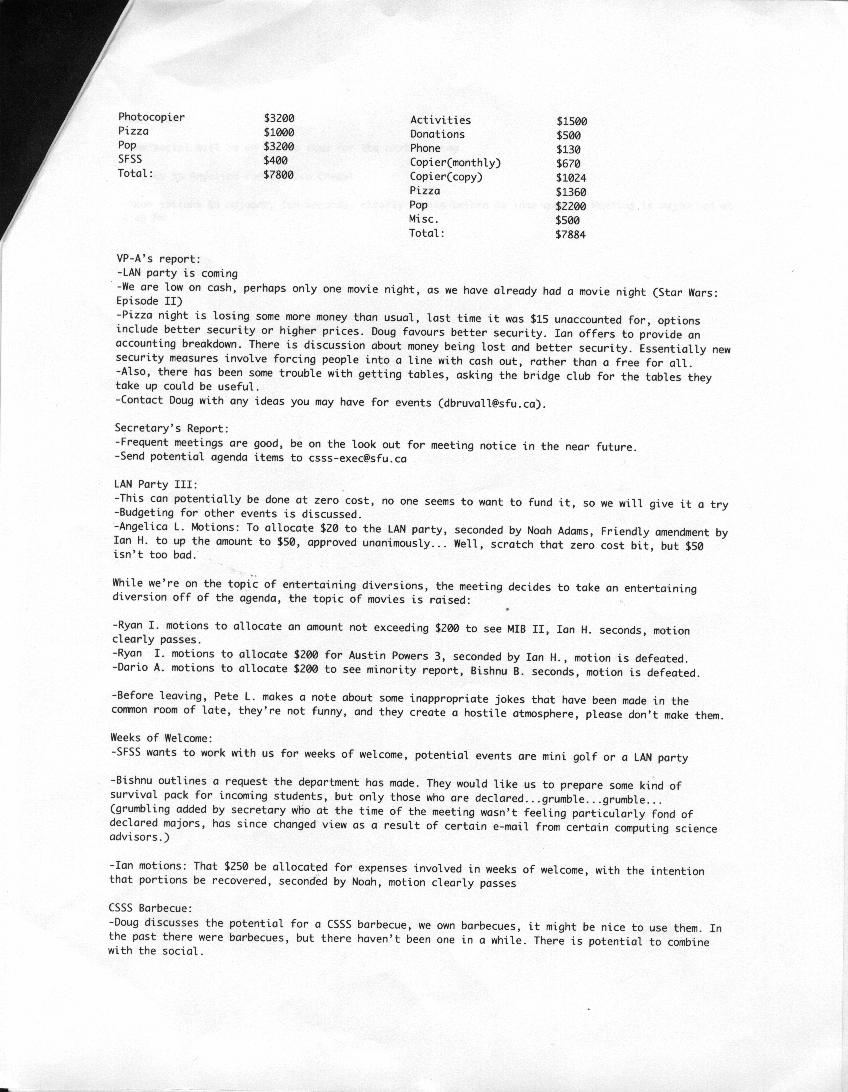 Photocopier $3200
Pizza $1000
Pop $3200
SFSS $400
Total: $7800
Activities $1500
Donations $500
Phone $130
Copier(monthly) $670
Copier(copy) $1024
Pizza $1360
Pop $2200
Misc. $500
Total: $7884
VP-A's report:
-LAN party is coming
-We are low on cash, perhaps only one movie night, as we have already had a movie night (Star Wars:
Episode II)
-Pizza night is losing some more money than usual, last time it was $15 unaccounted for, options
include better security or higher prices. Doug favours better security. Ian offers to provide an
accounting breakdown. There is discussion about money being lost and better security. Essentially new
security measures involve forcing people into a line with cash out, rather than a free for all.
-Also, there has been some trouble with getting tables, asking the bridge club for the tables they
take up could be useful.
-Contact Doug with any ideas you may have for events (dbruvall@sfu.ca).
Secretary's Report:
-Frequent meetings are good, be on the look out for meeting notice in the near future.
-Send potential agenda items to csss-exec@sfu.ca
LAN Party III:
-This can potentially be done at zero cost, no one seems to want to fund it, so we will give it a try
-Budgeting for other events is discussed.
-Angelica L. Motions: To allocate $20 to the LAN party, seconded by Noah Adams, Friendly amendment by
Ian H. to up the amount to $50, approved unanimously... Well, scratch that zero cost bit, but $50
isn't too bad.
While we're on the topic of entertaining diversions, the meeting decides to take an entertaining
diversion off of the agenda, the topic of movies is raised:
-Ryan I. motions to allocate an amount not exceeding $200 to see MIB II, Ian H. seconds, motion
clearly passes.
-Ryan  I. motions to allocate $200 for Austin Powers 3, seconded by Ian H., motion is defeated.
-Dario A. motions to allocate $200 to see minority report, Bishnu B. seconds, motion is defeated.
-Before leaving, Pete L. makes a note about some inappropriate jokes that have been made in the
common room of late, they're not funny, and they create a hostile atmosphere, please don't make them.
Weeks of Welcome:
-SFSS wants to work with us for weeks of welcome, potential events are mini golf or a LAN party
-Bishnu outlines a request the department has made. They would like us to prepare some kind of
survival pack for incoming students, but only those who are declared...grumble...grumble...
(grumbling added by secretary who at the time of the meeting wasn't feeling particularly fond of
declared majors, has since changed view as a result of certain e-mail from certain computing science
advisors.)
-Ian motions: That $250 be allocated for expenses involved in weeks of welcome, with the intention
that portions be recovered, seconded by Noah, motion clearly passes
CSSS Barbecue:
-Doug discusses the potential for a CSSS barbecue, we own barbecues, it might be nice to use them. In
the past there were barbecues, but there haven't been one in a while. There is potential to combine
with the social.